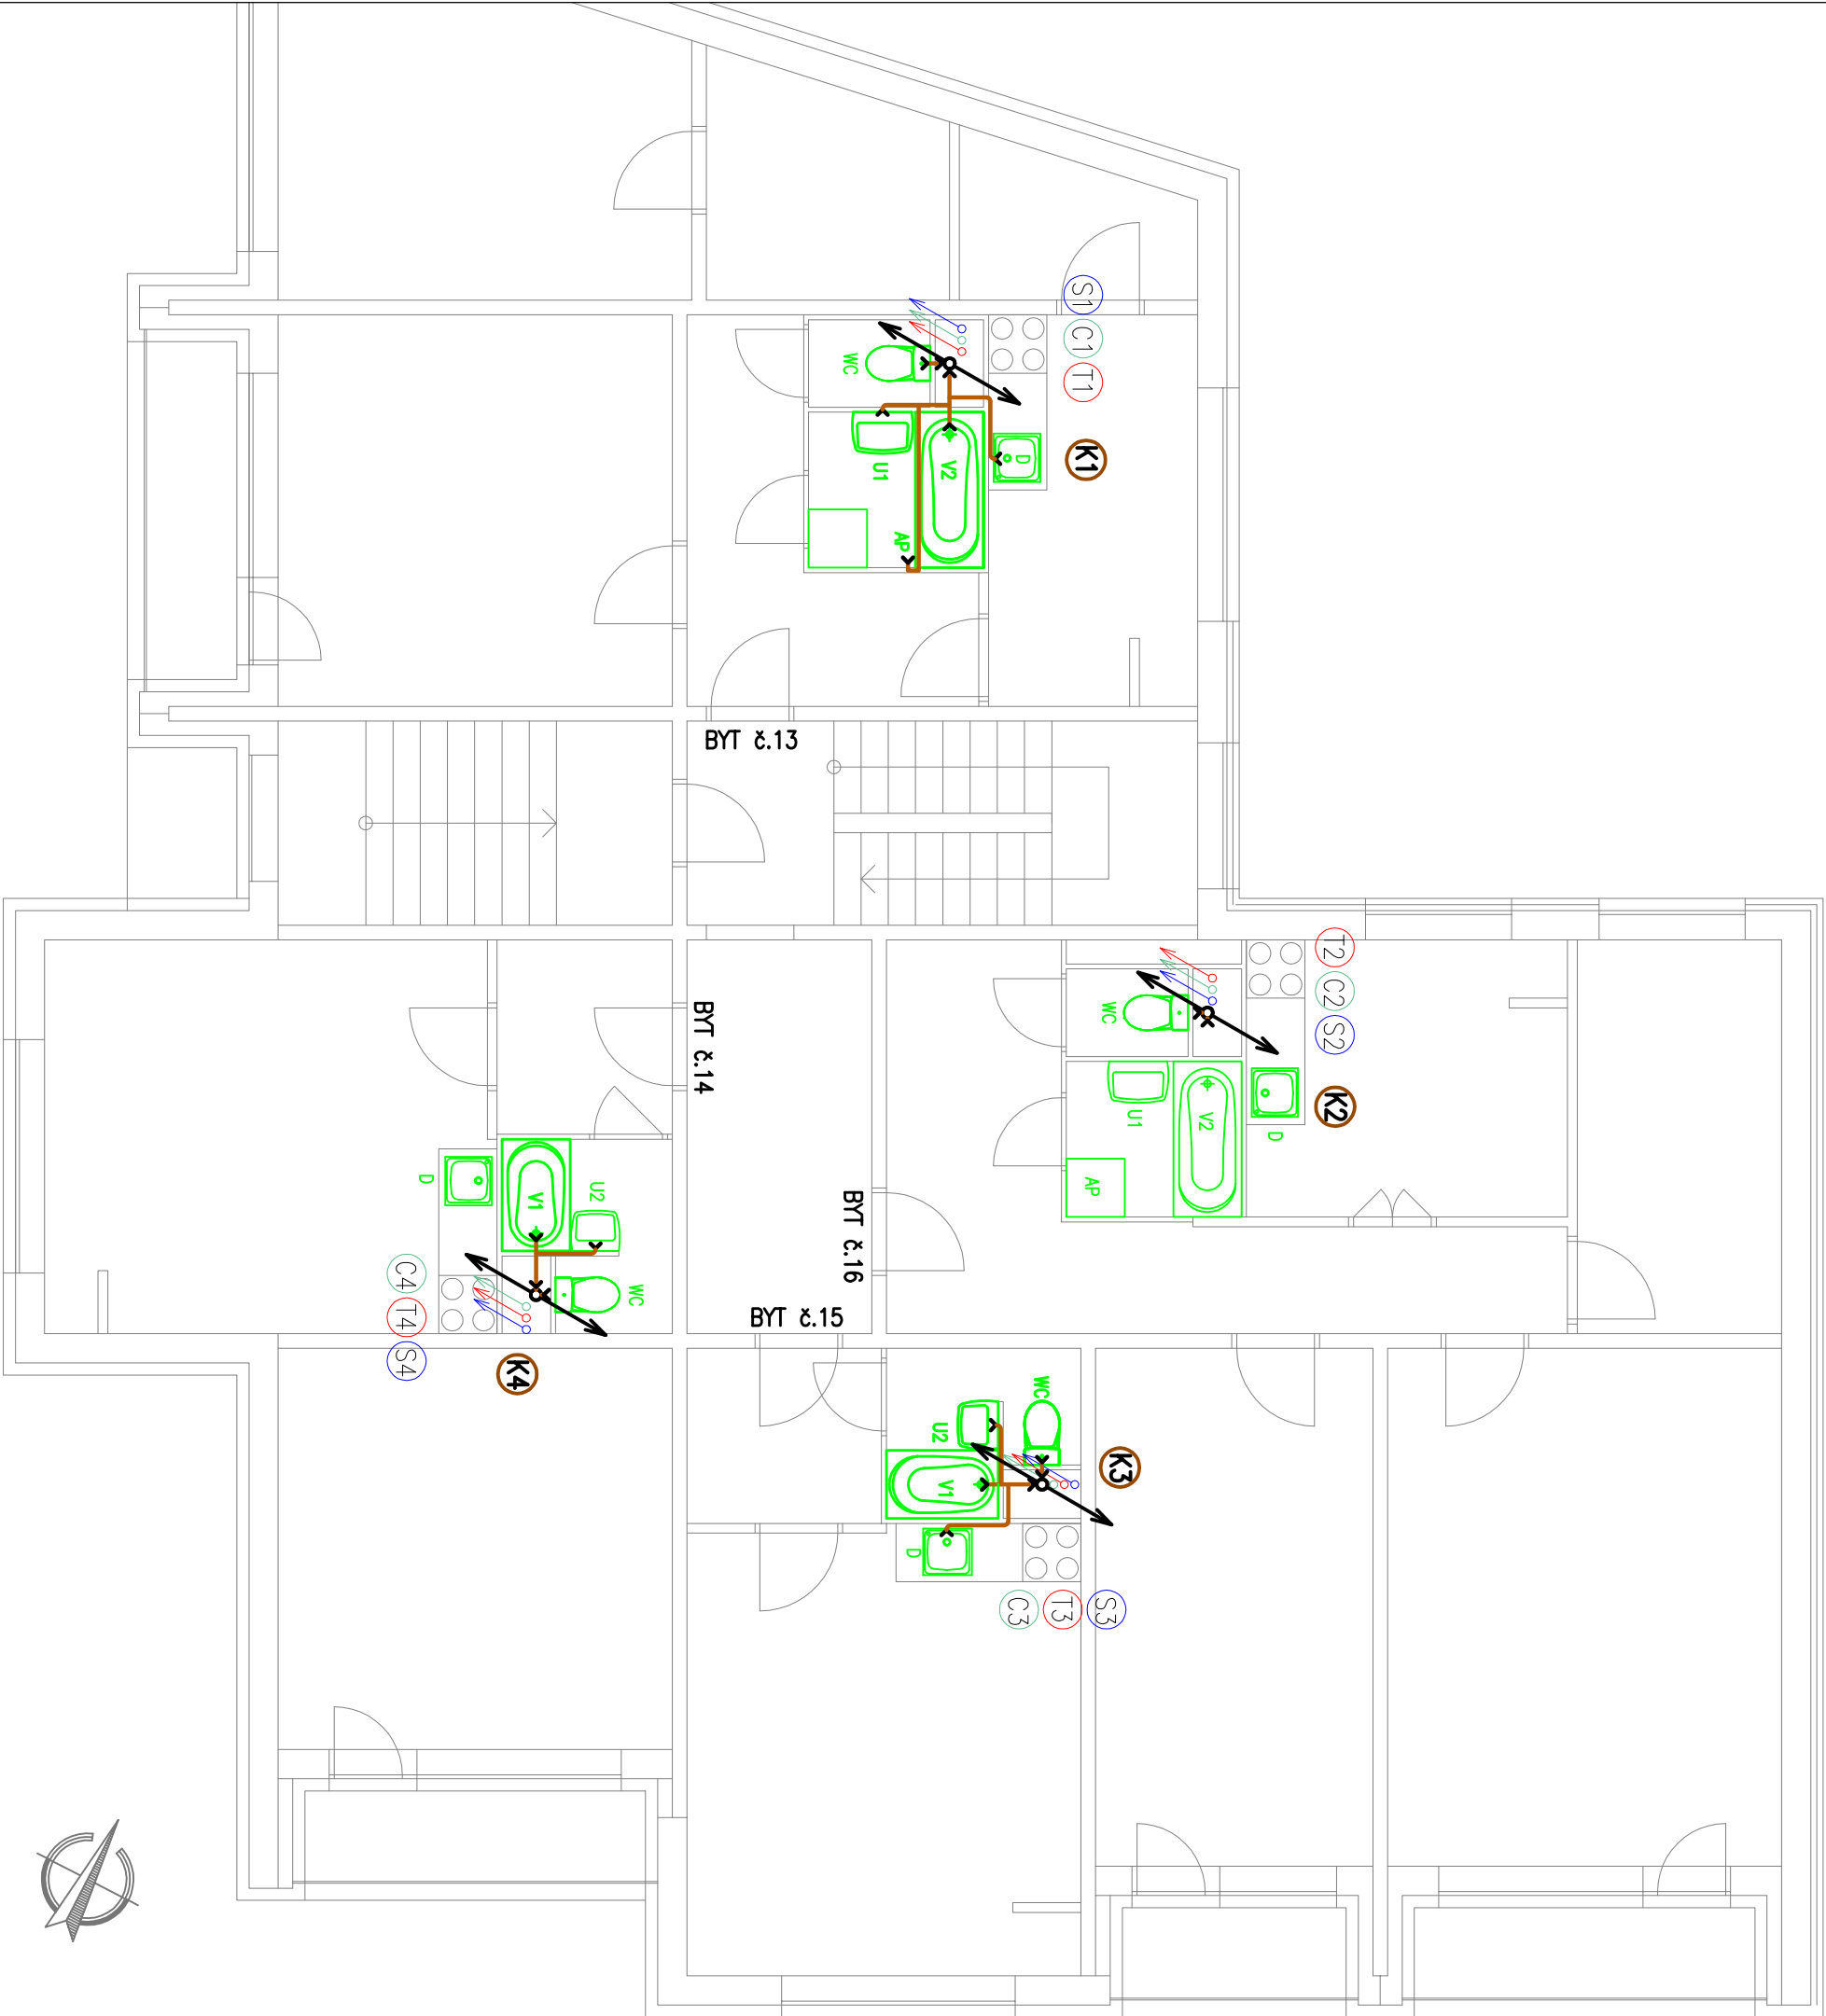 S1
C1
T1
K1
WC
U1
V2
D
AP
BYT č.13
T2
C2
S2
K2
WC
U1
V2
D
AP
BYT č.14
BYT č.16
BYT č.15
D
V1
U2
WC
C4
T4
S4
K4
WC
U2
V1
D
K3
C3
T3
S3